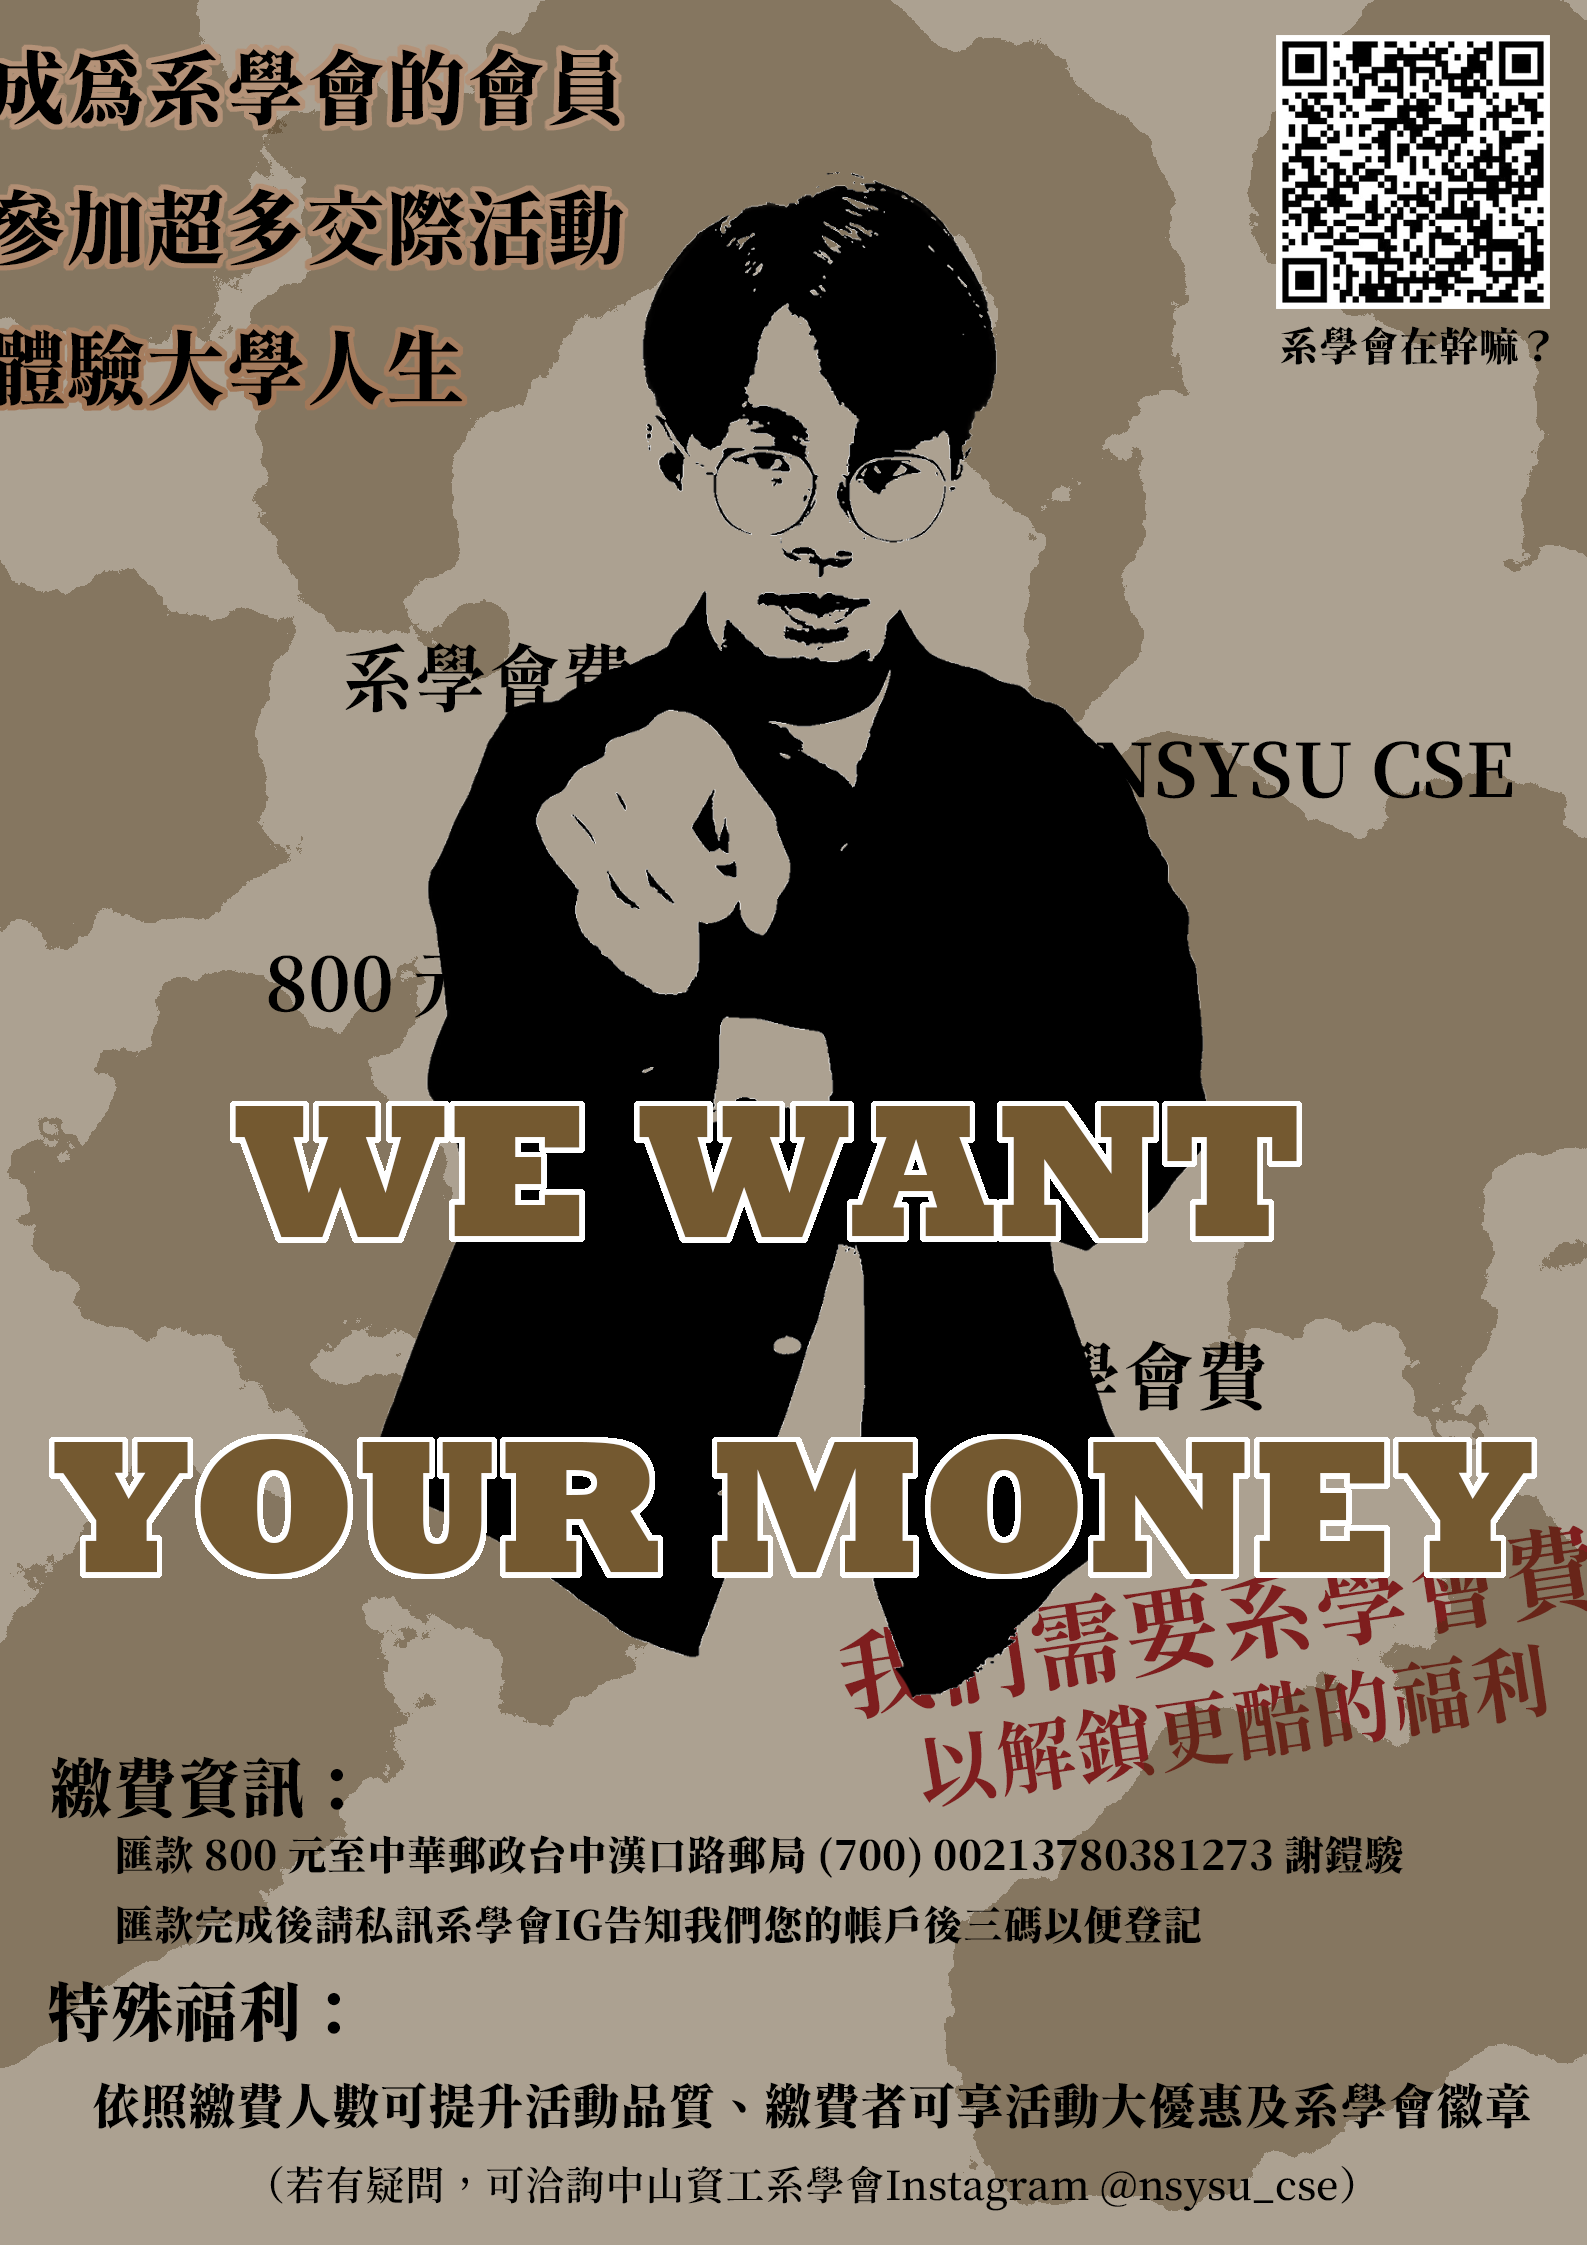 成爲系學會的會員
參加超多交際活動
體驗大學人生
系學會在幹嘛？
系學會費
NSYSU CSE
800 元
WE WANT
學會費
YOUR MONEY
我們需要系學會費
以解鎖更酷的福利
繳費資訊：
匯款 800 元至中華郵政台中漢口路郵局 (700) 00213780381273 謝鎧駿
匯款完成後請私訊系學會IG告知我們您的帳戶後三碼以便登記
特殊福利：
依照繳費人數可提升活動品質、繳費者可享活動大優惠及系學會徽章
（若有疑問，可洽詢中山資工系學會Instagram @nsysu_cse）